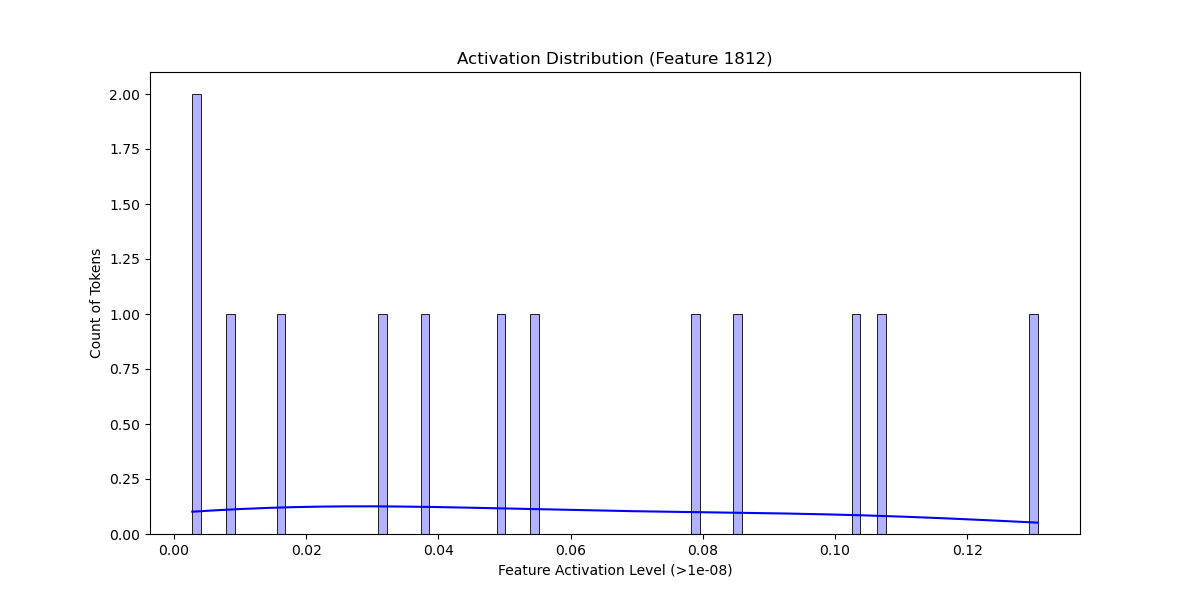 Activation Distribution (Feature 1812)
2.00
1.75
1.50
1.25
1.00
0.75
0.50
0.25
0.00
Count of Tokens
0.00 0.02 0.04 0.06 0.08 0.10 0.12
Feature Activation Level (>1e-08)